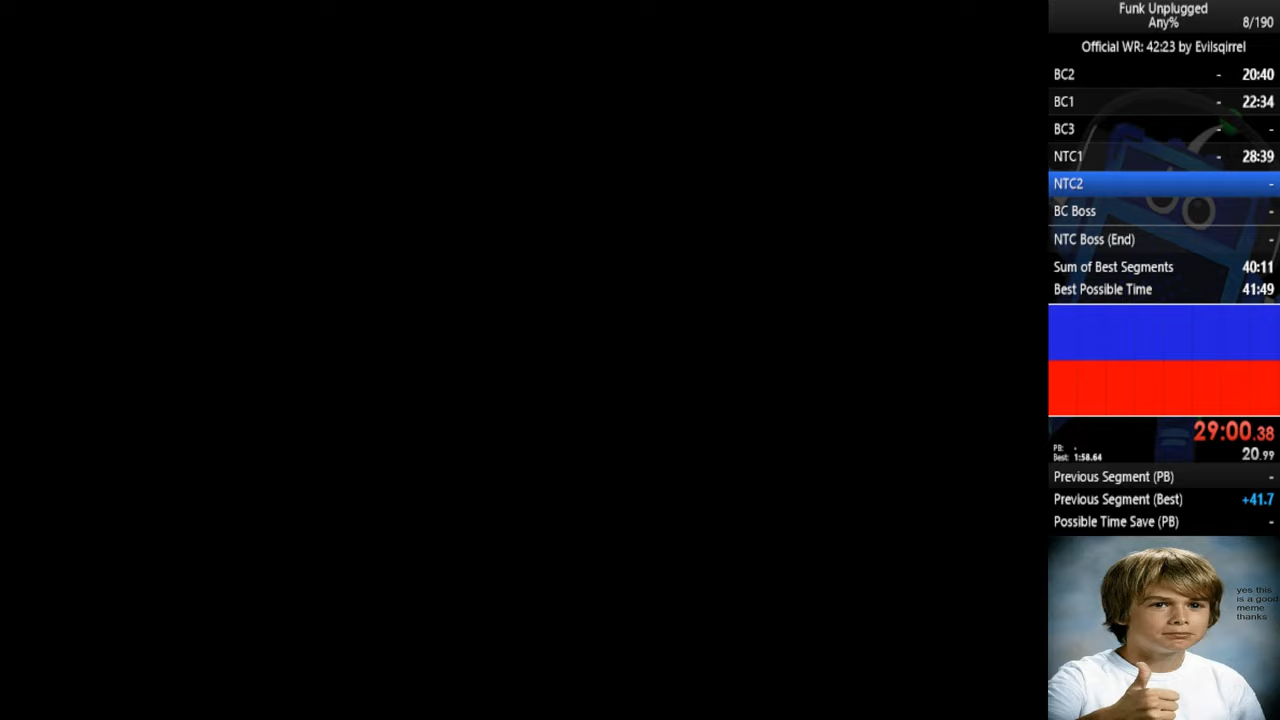 Funk Unplugged
Any% 8/190
Official WR: 42:23 by Evilsqirrel
BC2 - 20:40
BC1 - 22:34
BC3 - -
NTC1 - 28:39
NTC2 -
BC Boss -
NTC Boss (End) -
Sum of Best Segments 40:11
Best Possible Time 41:49
29:00.38
PB: -
Best: 1:58.64 20.99
Previous Segment (PB) -
Previous Segment (Best) +41.7
Possible Time Save (PB) -
yes this
is a good
meme
thanks